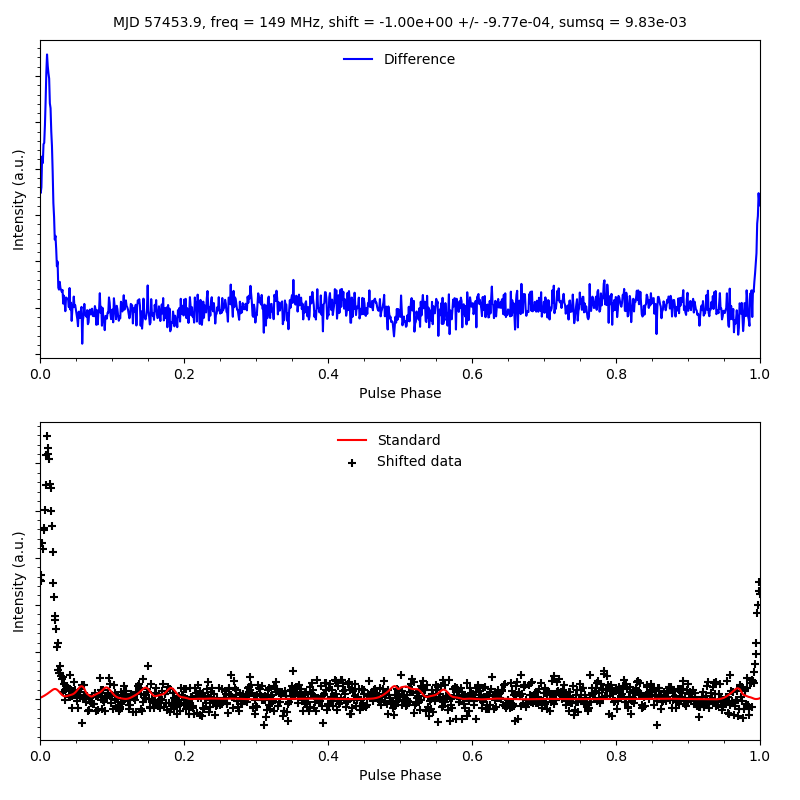 MJD 57453.9, freq = 149 MHz, shift = -1.00e+00 +/- -9.77e-04, sumsq = 9.83e-03
Difference
Intensity (a.u.)
0.0 0.2 0.4 0.6 0.8 1.0
Pulse Phase
Standard
Shifted data
Intensity (a.u.)
0.0 0.2 0.4 0.6 0.8 1.0
Pulse Phase